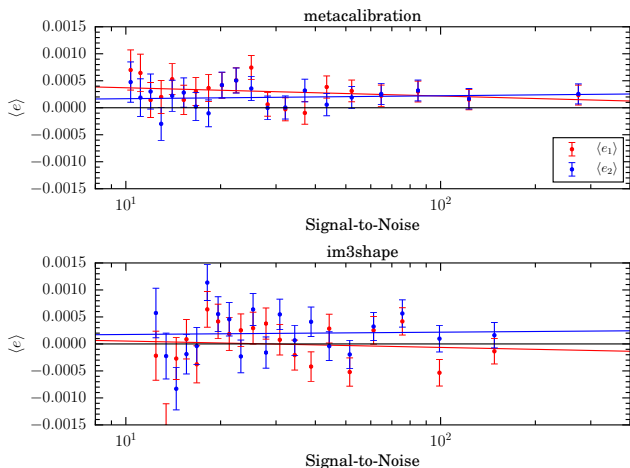 metacalibration
0.0015
0.0010
0.0005
0.0000
−0.0005
−0.0010
0.0015
⟨e⟩
⟨e₁⟩
⟨e₂⟩
10¹ 10²
Signal-to-Noise
im3shape
0.0015
0.0010
0.0005
0.0000
−0.0005
−0.0010
0.0015
⟨e⟩
10¹ 10²
Signal-to-Noise